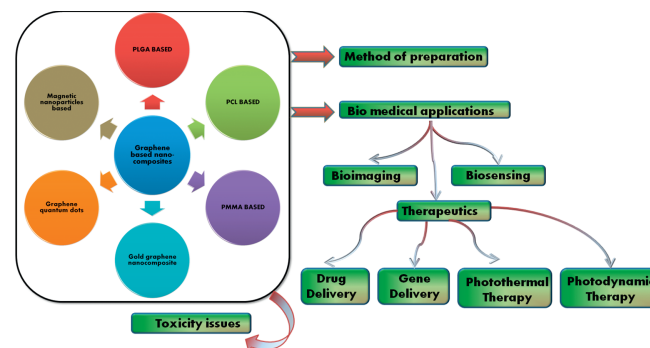 PLGA BASED
Magnetic
nanoparticles
based
PCL BASED
Graphene
based nano-
composites
Graphene
quantum dots
PMMA BASED
Gold graphene
nanocomposite
Method of preparation
Bio medical applications
Bioimaging
Biosensing
Therapeutics
Drug
Delivery
Gene
Delivery
Photothermal
Therapy
Photodynamic
Therapy
Toxicity issues